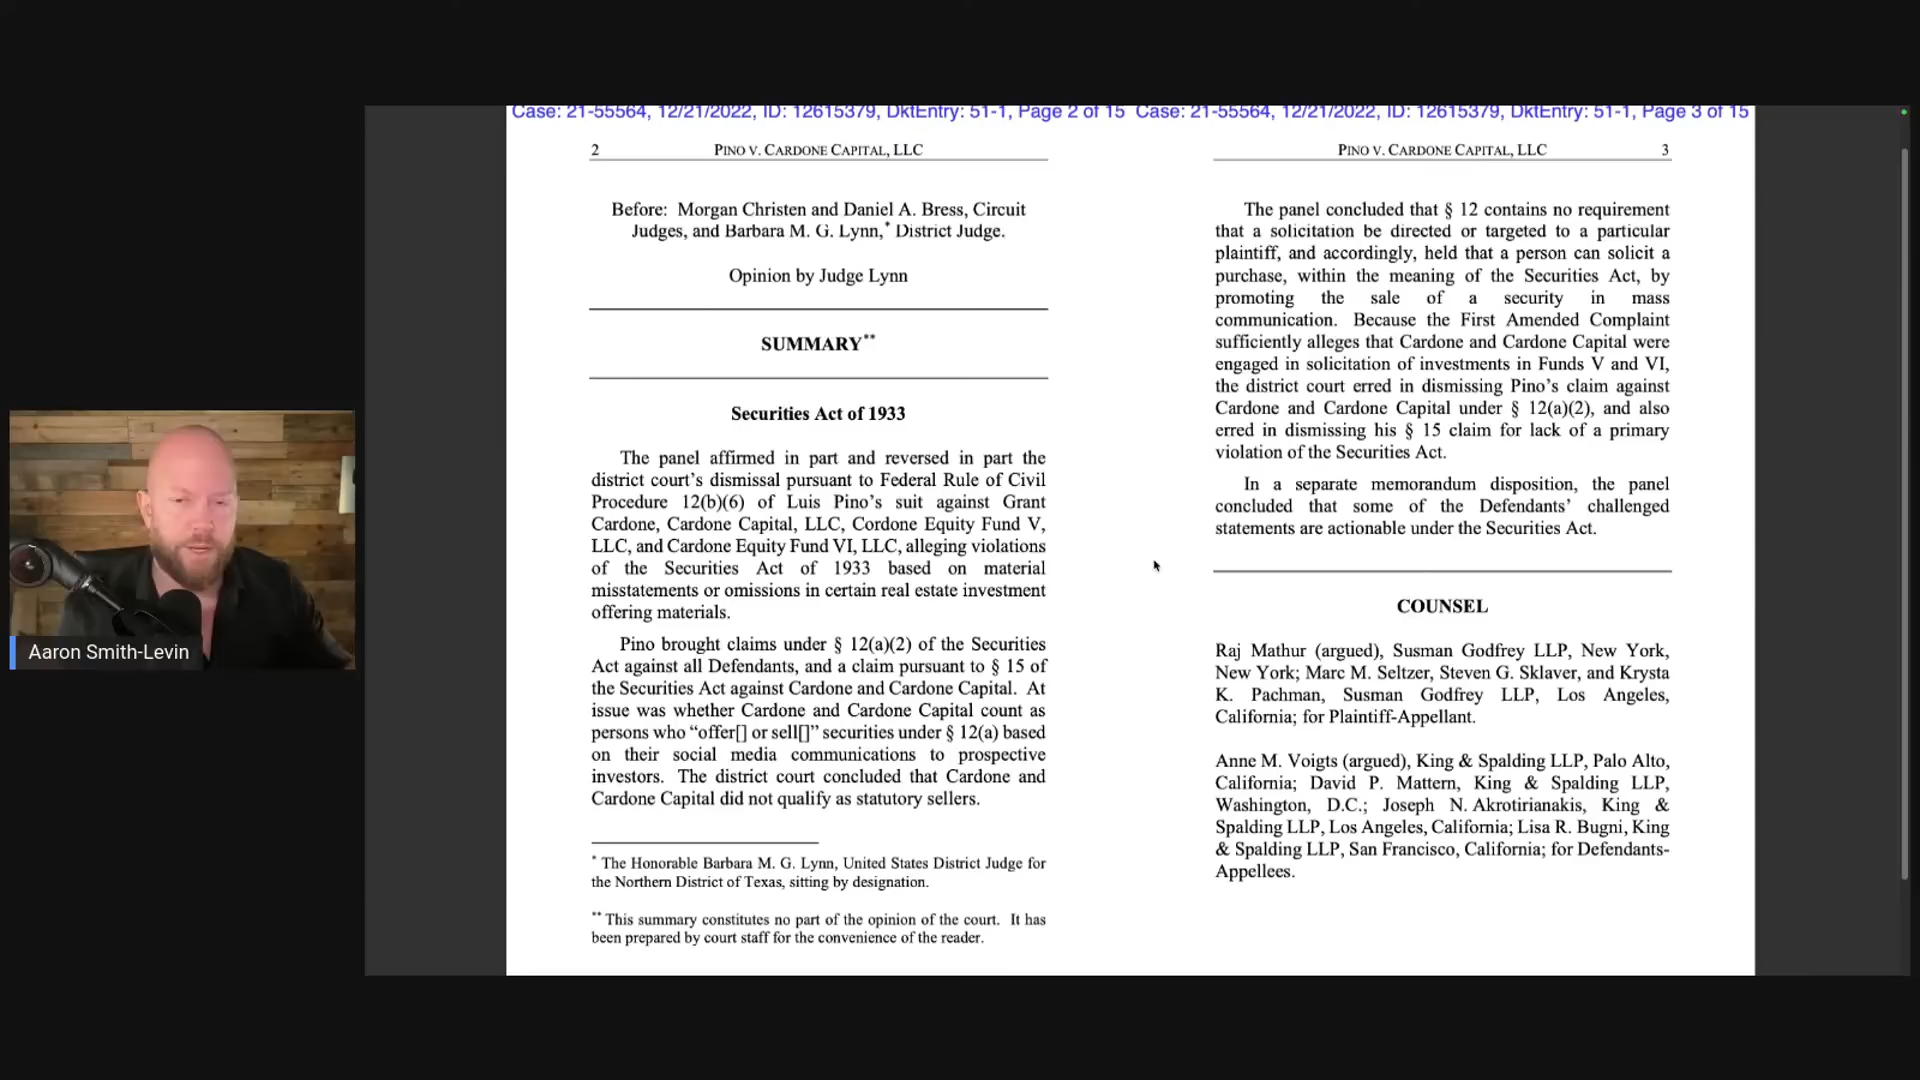 Case: 21-55564, 12/21/2022, ID: 12615379, DktEntry: 51-1, Page 2 of 15
2 PINO V. CARDONE CAPITAL, LLC
Before: Morgan Christen and Daniel A. Bress, Circuit
Judges, and Barbara M. G. Lynn,* District Judge.
Opinion by Judge Lynn
SUMMARY**
Securities Act of 1933
The panel affirmed in part and reversed in part the
district court’s dismissal pursuant to Federal Rule of Civil
Procedure 12(b)(6) of Luis Pino’s suit against Grant
Cardone, Cardone Capital, LLC, Cordone Equity Fund V,
LLC, and Cardone Equity Fund VI, LLC, alleging violations
of the Securities Act of 1933 based on material
misstatements or omissions in certain real estate investment
offering materials.
Pino brought claims under § 12(a)(2) of the Securities
Act against all Defendants, and a claim pursuant to § 15 of
the Securities Act against Cardone and Cardone Capital. At
issue was whether Cardone and Cardone Capital count as
persons who “offer[] or sell[]” securities under § 12(a) based
on their social media communications to prospective
investors. The district court concluded that Cardone and
Cardone Capital did not qualify as statutory sellers.
* The Honorable Barbara M. G. Lynn, United States District Judge for
the Northern District of Texas, sitting by designation.
** This summary constitutes no part of the opinion of the court. It has
been prepared by court staff for the convenience of the reader.
Case: 21-55564, 12/21/2022, ID: 12615379, DktEntry: 51-1, Page 3 of 15
PINO V. CARDONE CAPITAL, LLC 3
The panel concluded that § 12 contains no requirement
that a solicitation be directed or targeted to a particular
plaintiff, and accordingly, held that a person can solicit a
purchase, within the meaning of the Securities Act, by
promoting the sale of a security in mass
communication. Because the First Amended Complaint
sufficiently alleges that Cardone and Cardone Capital were
engaged in solicitation of investments in Funds V and VI,
the district court erred in dismissing Pino’s claim against
Cardone and Cardone Capital under § 12(a)(2), and also
erred in dismissing his § 15 claim for lack of a primary
violation of the Securities Act.
In a separate memorandum disposition, the panel
concluded that some of the Defendants’ challenged
statements are actionable under the Securities Act.
COUNSEL
Raj Mathur (argued), Susman Godfrey LLP, New York,
New York; Marc M. Seltzer, Steven G. Sklaver, and Krysta
K. Pachman, Susman Godfrey LLP, Los Angeles,
California; for Plaintiff-Appellant.
Anne M. Voigts (argued), King & Spalding LLP, Palo Alto,
California; David P. Mattern, King & Spalding LLP,
Washington, D.C.; Joseph N. Akrotirianakis, King &
Spalding LLP, Los Angeles, California; Lisa R. Bugni, King
& Spalding LLP, San Francisco, California; for Defendants-
Appellees.
Aaron Smith-Levin